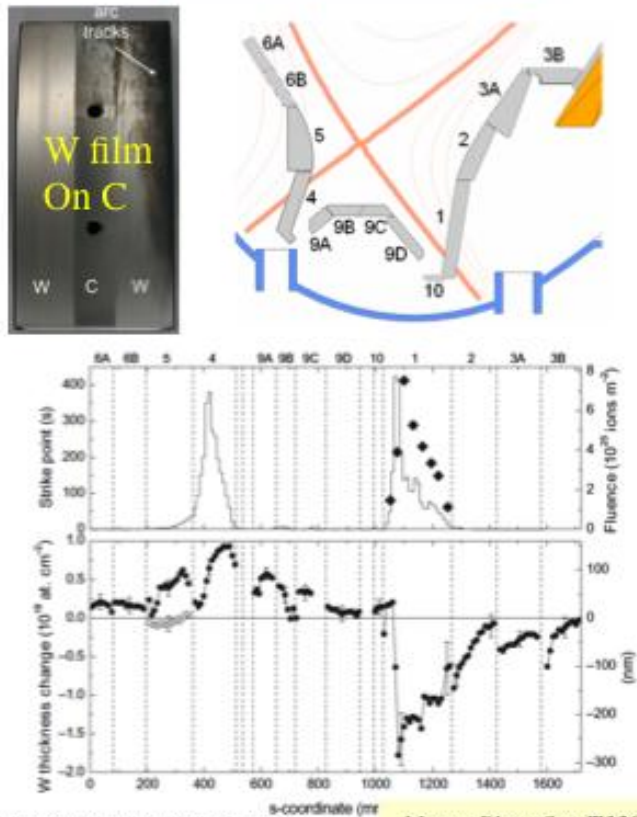 arc
tracks
W film
On C
W C W
6A
6B
5
4
9A
9B
9C
9D
10
1
2
3A
3B
6A 6B 5 4 9A 9B 9C 9D 10 1 2 3A 3B
Strike point (s)
400
300
200
100
0
Fluence (10²⁵ ions m⁻²)
8
6
4
2
0
W thickness change (10¹⁸ at. cm⁻²)
1.0
0.5
0.0
-0.5
-1.0
-1.5
-2.0
100
0
-100
-200
-300
(nm)
0 200 400 600 800 1000 1200 1400 1600
s-coordinate (mm